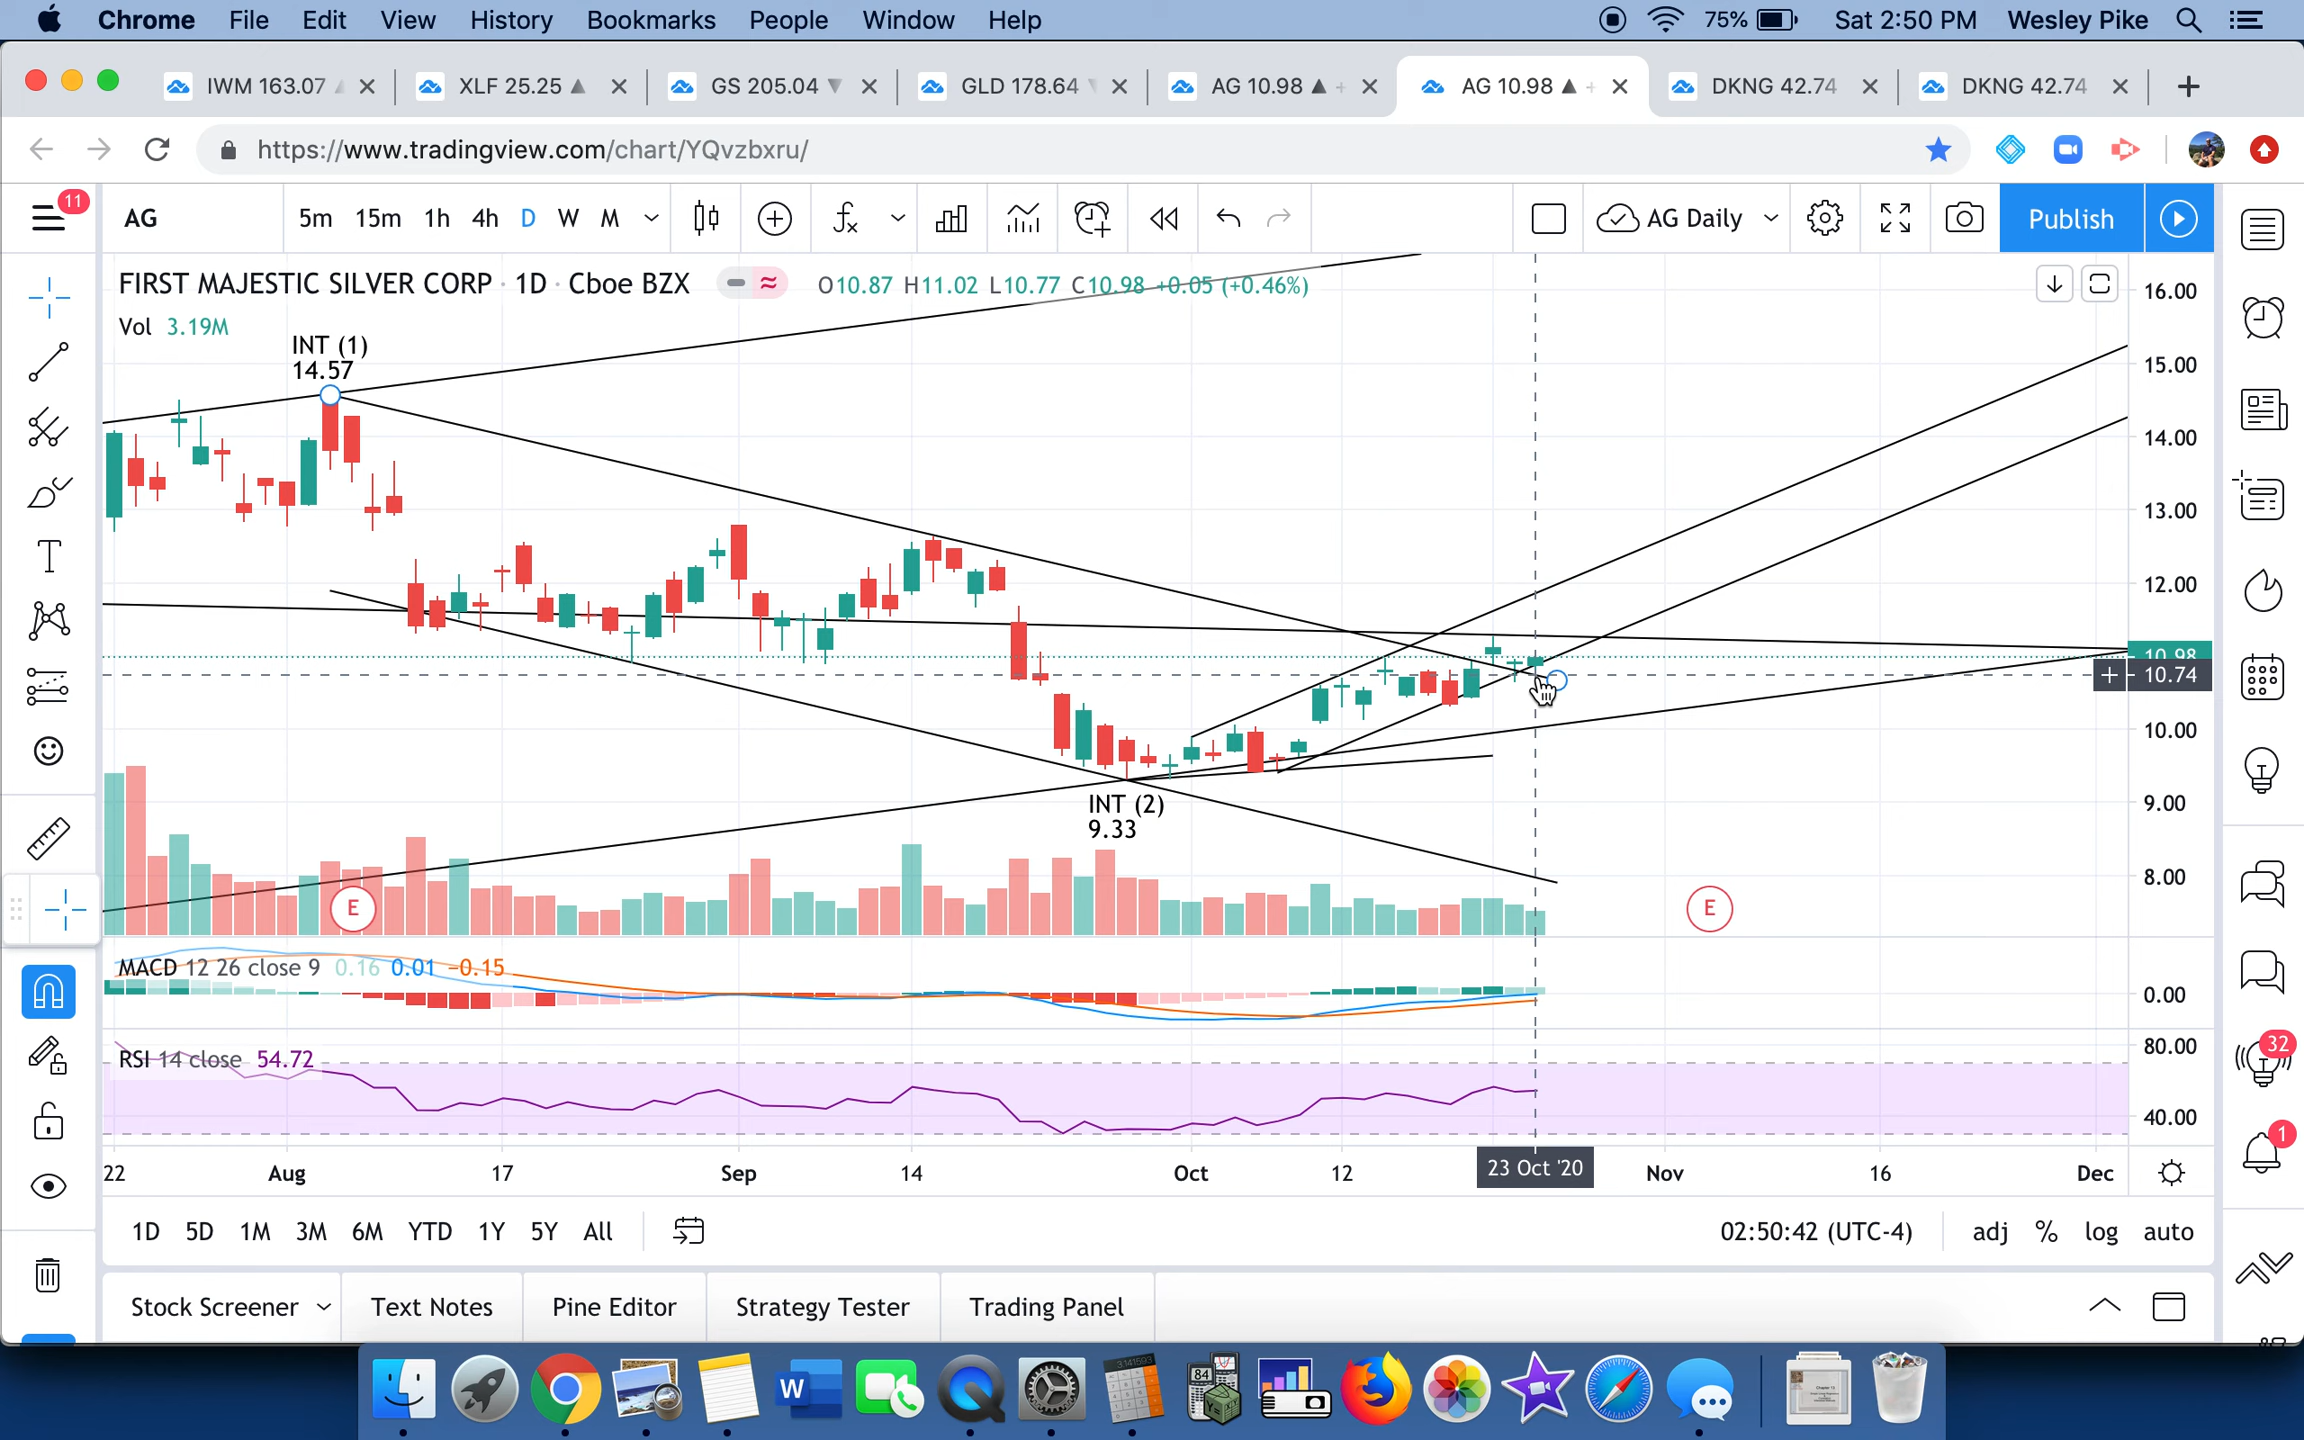 Chrome File Edit View History Bookmarks People Window Help 75% Sat 2:50 PM Wesley Pike
IWM 163.07 XLF 25.25 GS 205.04 GLD 178.64 AG 10.98 AG 10.98 DKNG 42.74 DKNG 42.74
https://www.tradingview.com/chart/YQvzbxru/
11
AG 5m 15m 1h 4h D W M AG Daily Publish
FIRST MAJESTIC SILVER CORP · 1D · Cboe BZX O10.87 H11.02 L10.77 C10.98 +0.05 (+0.46%)
Vol 3.19M
INT (1)
14.57
16.00
15.00
14.00
13.00
12.00
10.98
10.74
10.00
9.00
8.00
INT (2)
9.33
E E
MACD 12 26 close 9 0.16 0.01 −0.15
0.00
RSI 14 close 54.72
80.00
40.00
32
1
22 Aug 17 Sep 14 Oct 12 23 Oct '20 Nov 16 Dec
1D 5D 1M 3M 6M YTD 1Y 5Y All 02:50:42 (UTC-4) adj % log auto
Stock Screener Text Notes Pine Editor Strategy Tester Trading Panel
W
3.141593
84